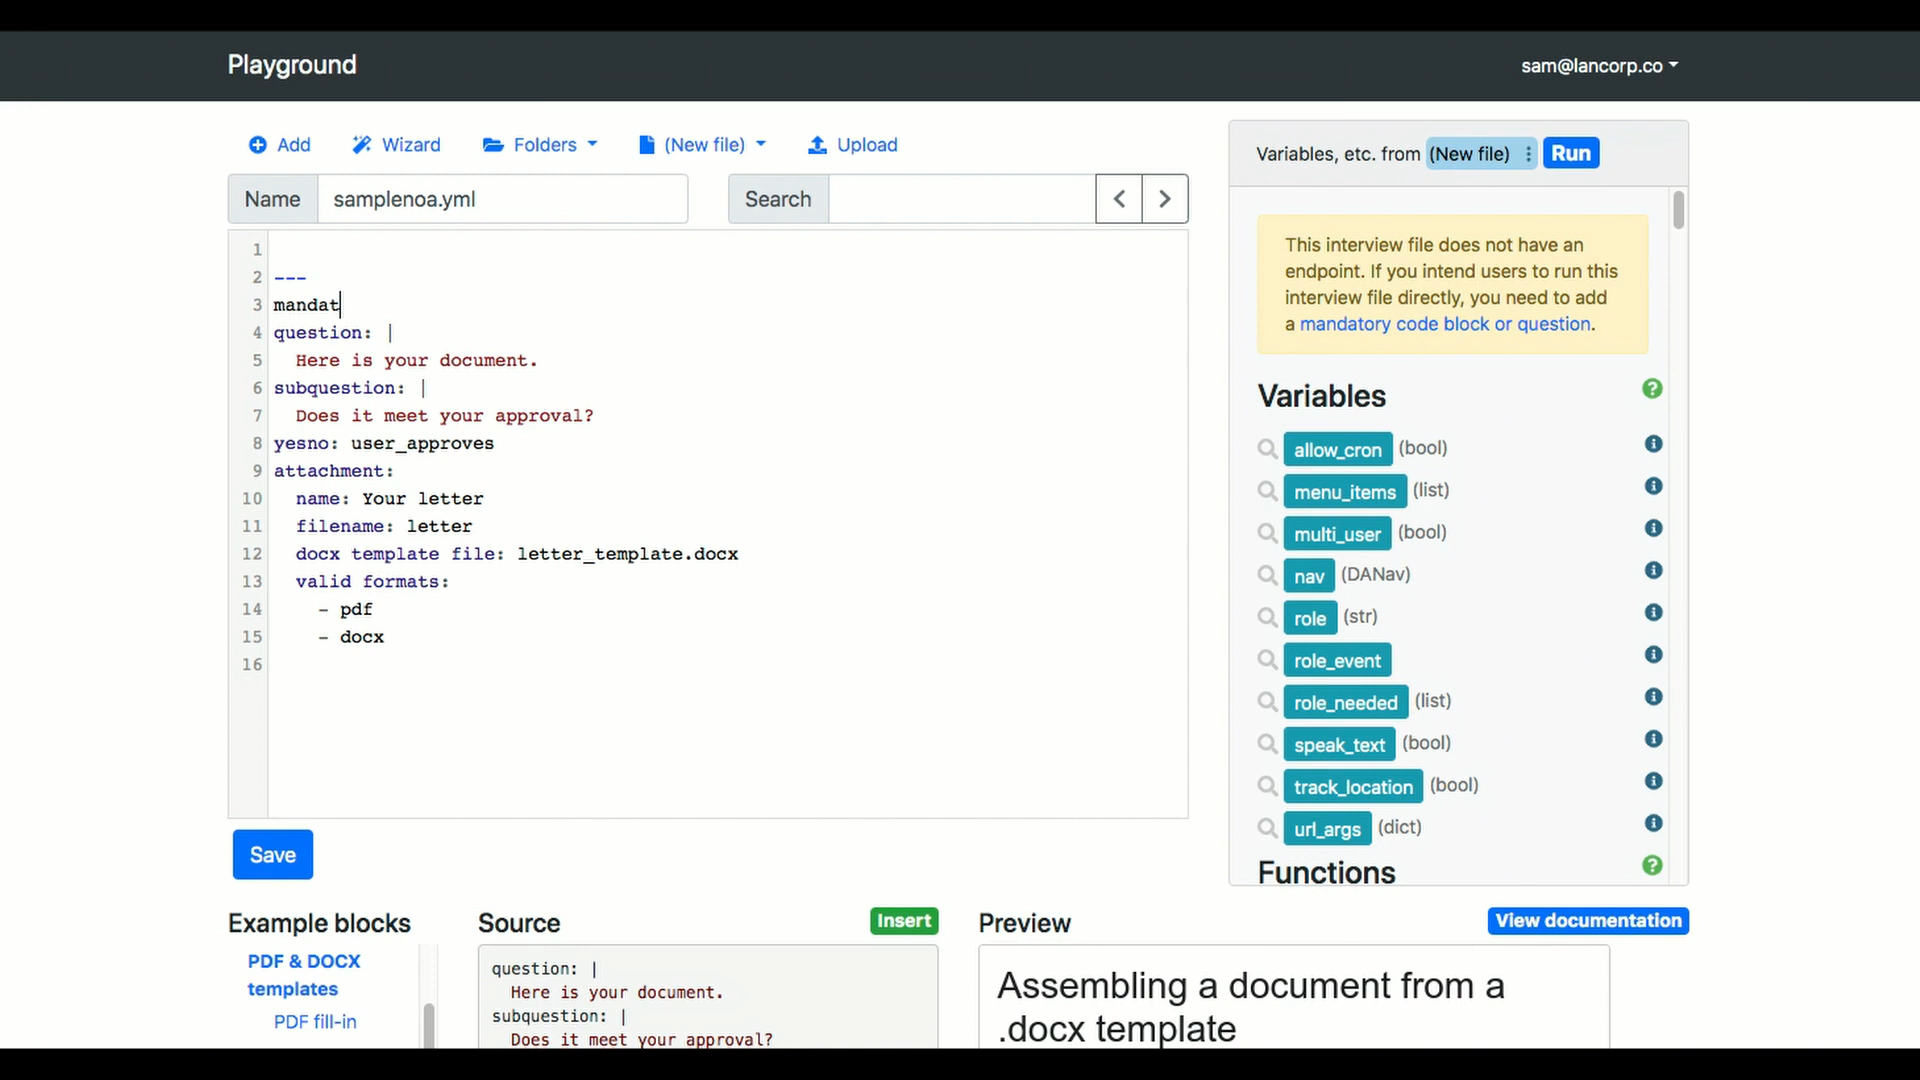 Playground
sam@lancorp.co
Add
Wizard
Folders
(New file)
Upload
Name
samplenoa.yml
Search
Variables, etc. from (New file)
Run
1
2 ---
3 mandat
4 question: |
5 Here is your document.
6 subquestion: |
7 Does it meet your approval?
8 yesno: user_approves
9 attachment:
10 name: Your letter
11 filename: letter
12 docx template file: letter_template.docx
13 valid formats:
14 - pdf
15 - docx
16
This interview file does not have an
endpoint. If you intend users to run this
interview file directly, you need to add
a mandatory code block or question.
Variables
allow_cron (bool)
menu_items (list)
multi_user (bool)
nav (DANav)
role (str)
role_event
role_needed (list)
speak_text (bool)
track_location (bool)
url_args (dict)
Functions
Save
Example blocks
PDF & DOCX
templates
PDF fill-in
Source
Insert
question: |
Here is your document.
subquestion: |
Does it meet your approval?
Preview
View documentation
Assembling a document from a
.docx template